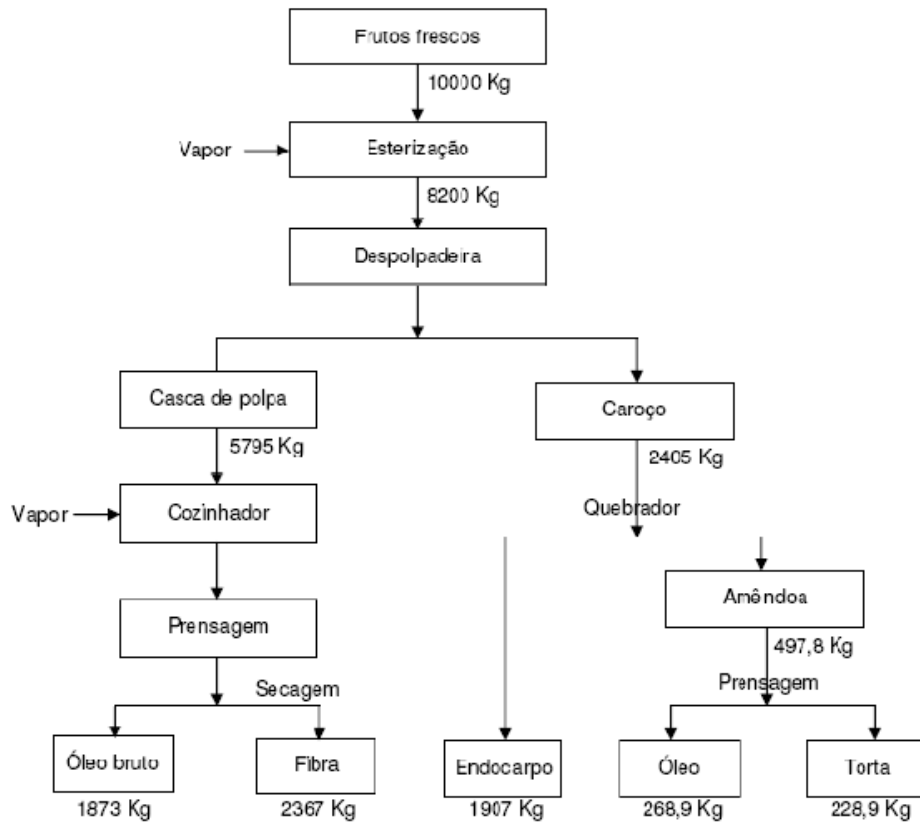 Frutos frescos
10000 Kg
Vapor
Esterização
8200 Kg
Despolpadeira
Casca de polpa
Caroço
5795 Kg
2405 Kg
Quebrador
Vapor
Cozinhador
Amêndoa
Prensagem
497,8 Kg
Secagem
Prensagem
Óleo bruto
Fibra
Endocarpo
Óleo
Torta
1873 Kg
2367 Kg
1907 Kg
268,9 Kg
228,9 Kg